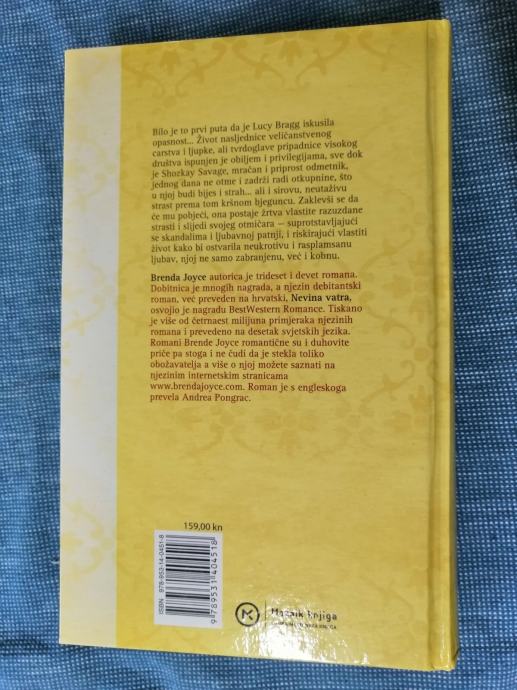 Bilo je to prvi puta da je Lucy Bragg iskusila
opasnost... Život nasljednice veličanstvenog
carstva i ljupke, ali tvrdoglave pripadnice visokog
društva ispunjen je obiljem i privilegijama, sve dok
je Shozkay Savage, mračan i priprost odmetnik,
jednog dana ne otme i zadrži radi otkupnine, što
u njoj budi bijes i strah... ali i sirovu, neutaživu
strast prema tom kršnom bjeguncu. Zaklevši se da
će mu pobjeći, ona postaje žrtva vlastite razuzdane
strasti i slijedi svojeg otmičara – suprotstavljajući
se skandalima i ljubavnoj patnji, i riskirajući vlastiti
život kako bi ostvarila neukrotivu i rasplamsanu
ljubav, njoj ne samo zabranjenu, već i kobnu.
Brenda Joyce autorica je trideset i devet romana.
Dobitnica je mnogih nagrada, a njezin debitantski
roman, već preveden na hrvatski, Nevina vatra,
osvojio je nagradu BestWestern Romance. Tiskano
je više od četrnaest milijuna primjeraka njezinih
romana i prevedeno na desetak svjetskih jezika.
Romani Brende Joyce romantične su i duhovite
priče pa stoga i ne čudi da je stekla toliko
obožavatelja a više o njoj možete saznati na
njezinim internetskim stranicama
www.brendajoyce.com. Roman je s engleskoga
prevela Andrea Pongrac.
159,00 kn
ISBN 978-953-14-0451-8
9789531404518
Mozaik knjiga